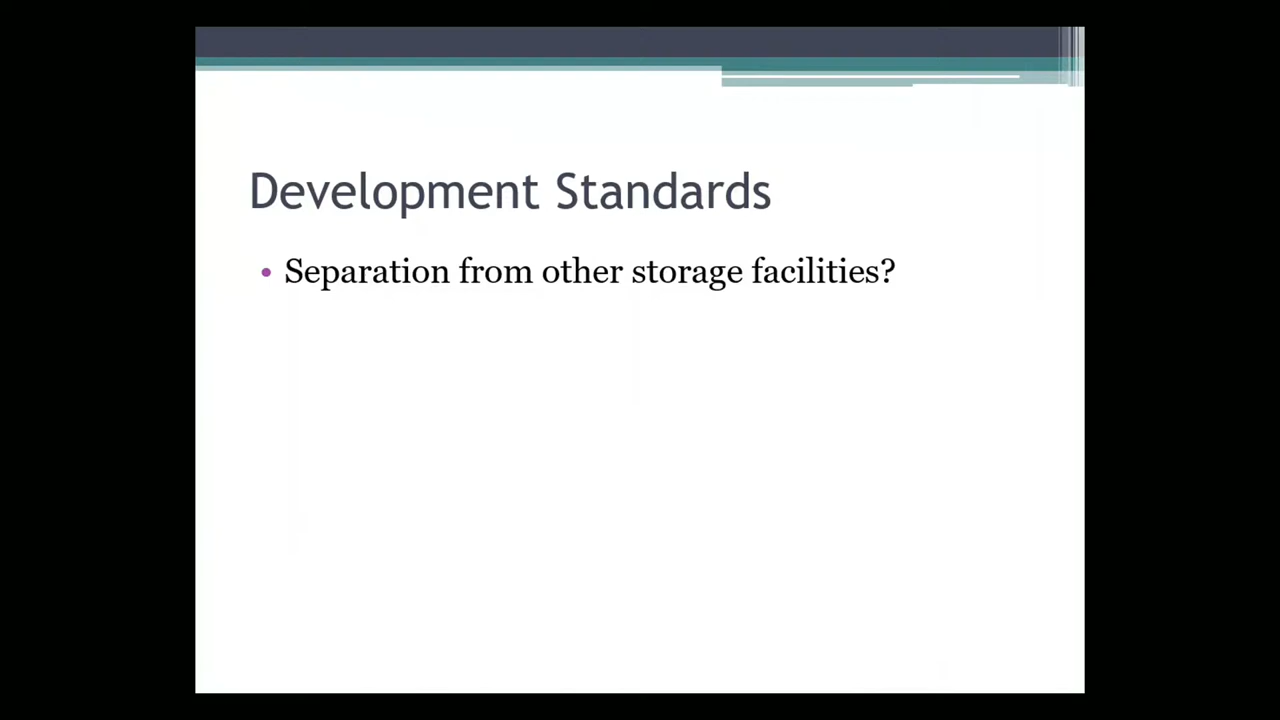 Development Standards
• Separation from other storage facilities?